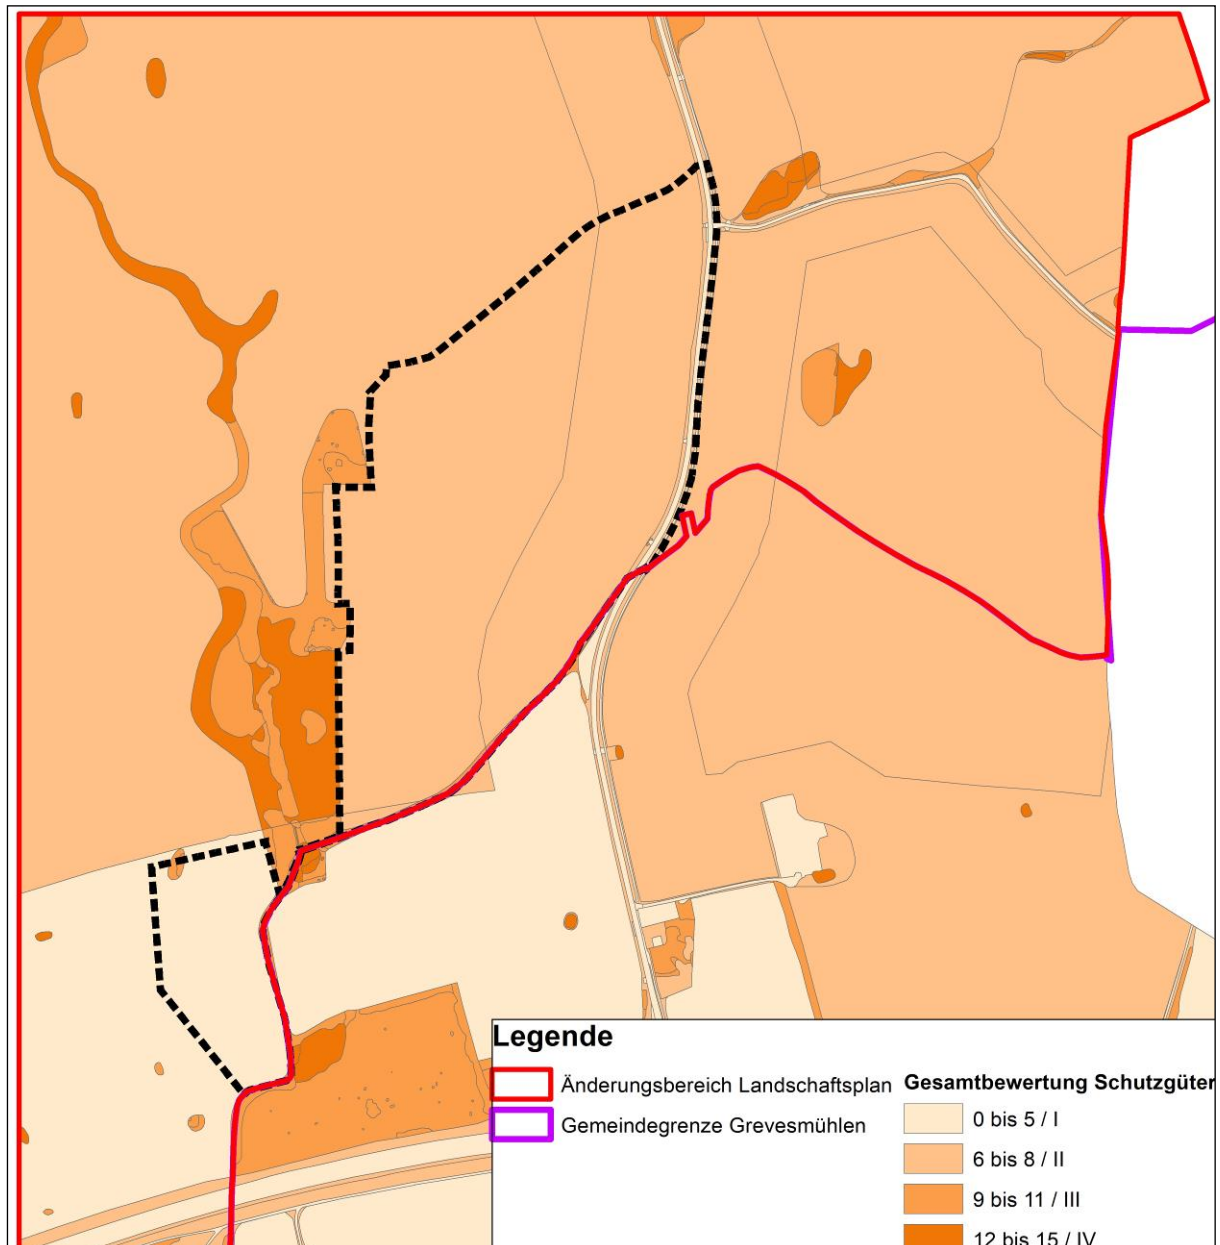 Legende
Änderungsbereich Landschaftsplan
Gemeindegrenze Grevesmühlen
Gesamtbewertung Schutzgüter
0 bis 5 / I
6 bis 8 / II
9 bis 11 / III
12 bis 15 / IV